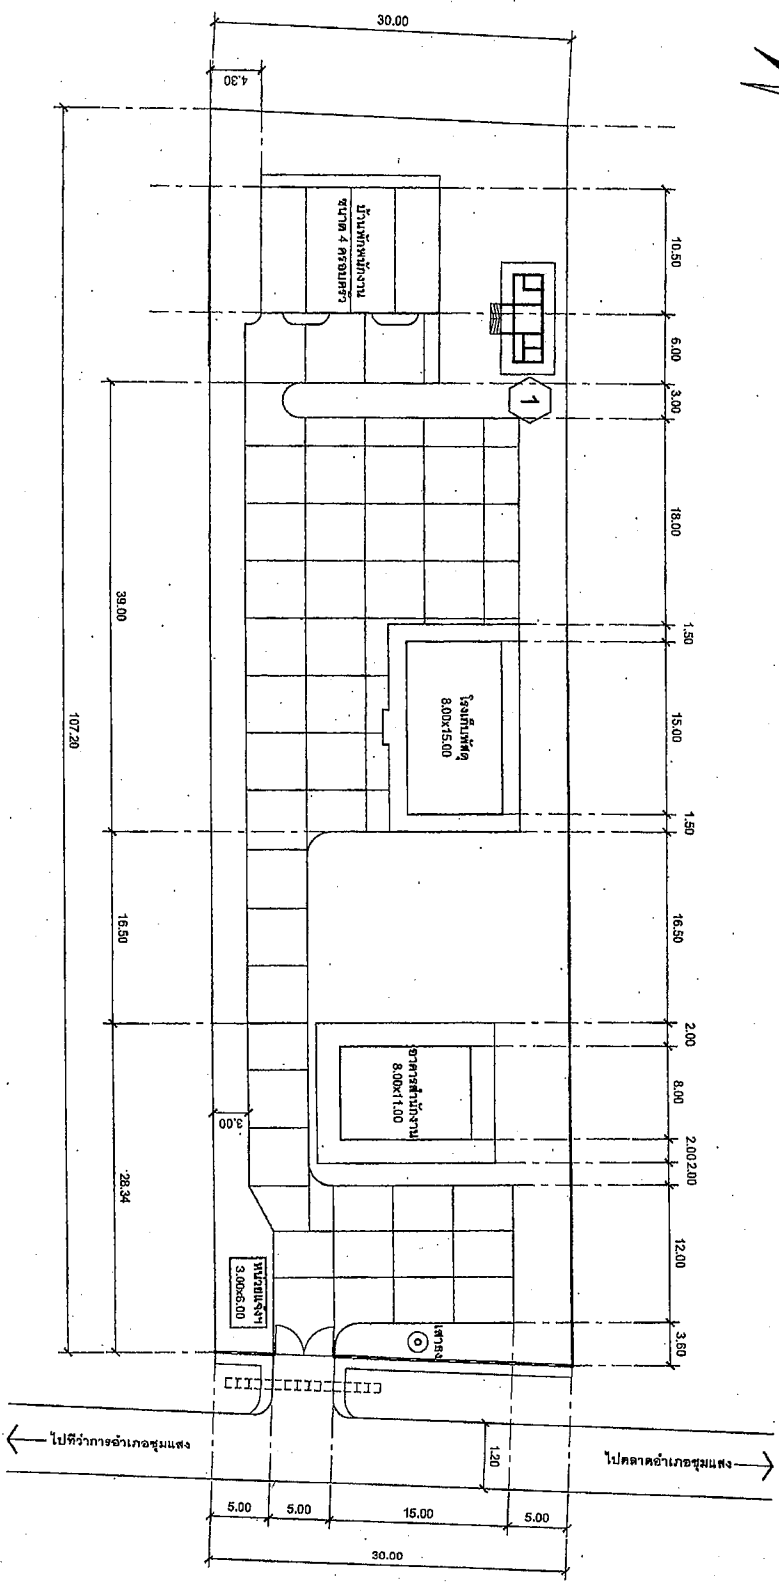 30.00
4.30
บ้านพักพนักงาน
ขนาด 4 ครอบครัว
10.50
6.00
1
3.00
18.00
39.00
107.20
1.50
โรงเก็บพัสดุ
8.00x15.00
15.00
1.50
16.50
16.50
2.00
อาคารสำนักงาน
8.00x11.00
8.00
3.00
2.00
2.00
28.34
12.00
หน่วยแจ้งฯ
3.00x6.00
เสาธง
3.60
ไปที่ว่าการอำเภอชุมแสง
1.20
ไปตลาดอำเภอชุมแสง
5.00
5.00
15.00
5.00
30.00